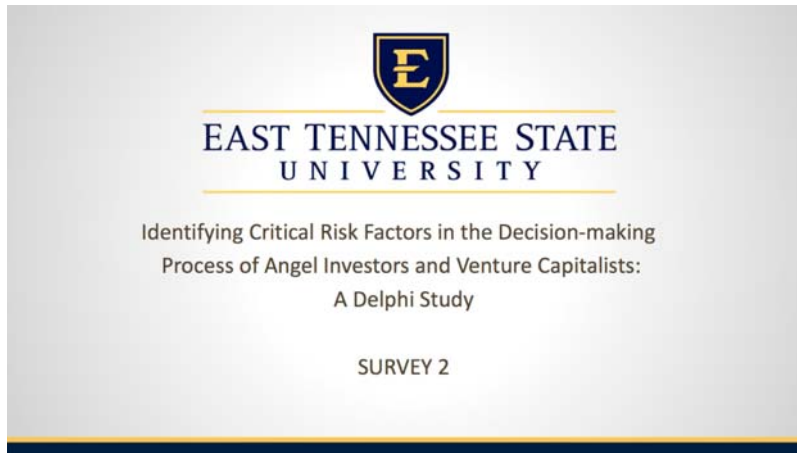 E
EAST TENNESSEE STATE
UNIVERSITY
Identifying Critical Risk Factors in the Decision-making
Process of Angel Investors and Venture Capitalists:
A Delphi Study
SURVEY 2